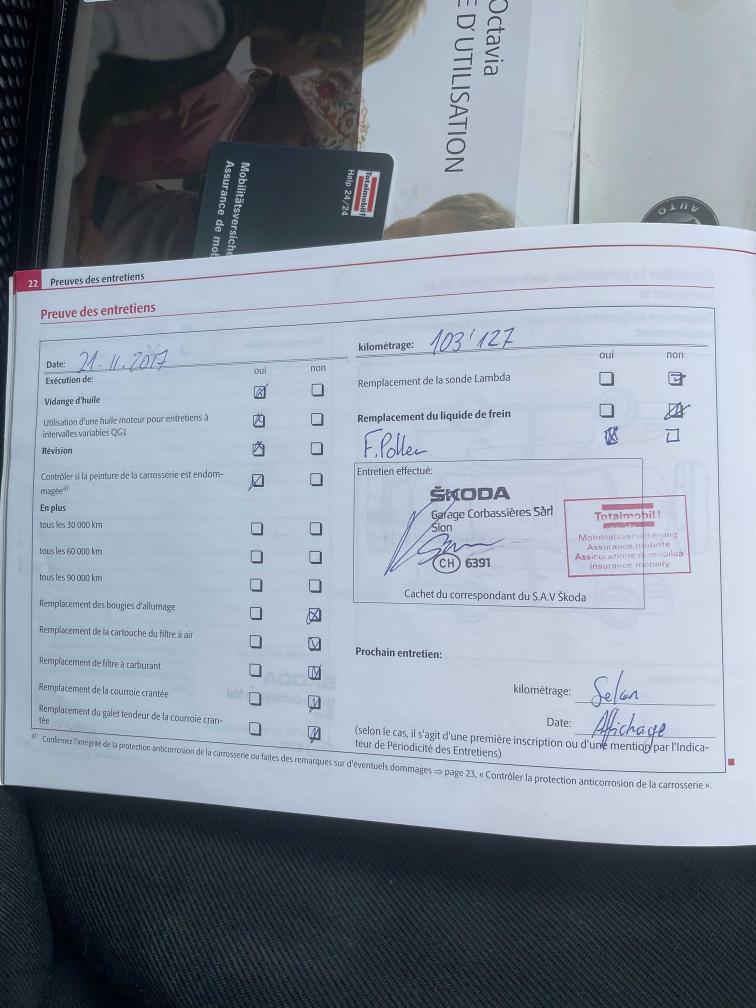 Octavia
E D'UTILISATION
Totalmobil!
Help 24/24
Mobilitätsversiche
Assurance de mob
AUTO
22 Preuves des entretiens
Preuve des entretiens
Date: 21.11.2017
kilométrage: 103'127
Exécution de:
oui non
Vidange d'huile
Utilisation d'une huile moteur pour entretiens à
intervalles variables QG1
Révision
Contrôler si la peinture de la carrosserie est endom-
magée a)
En plus
tous les 30 000 km
tous les 60 000 km
tous les 90 000 km
Remplacement des bougies d'allumage
Remplacement de la cartouche du filtre à air
Remplacement de filtre à carburant
Remplacement de la courroie crantée
Remplacement du galet tendeur de la courroie cran-
tée
oui non
Remplacement de la sonde Lambda
Remplacement du liquide de frein
F. Pollen
Entretien effectué:
ŠKODA
Garage Corbassières Sàrl
Sion
CH 6391
Totalmobil!
Mobilitätsversicherung
Assurance mobilité
Assicurazione di mobilità
Insurance mobility
Cachet du correspondant du S.A.V Škoda
Prochain entretien:
kilométrage: Selon
Date: Affichage
(selon le cas, il s'agit d'une première inscription ou d'une mention par l'Indica-
teur de Périodicité des Entretiens)
a) Confirmez l'intégrité de la protection anticorrosion de la carrosserie ou faites des remarques sur d'éventuels dommages ⇒ page 23, « Contrôler la protection anticorrosion de la carrosserie ».